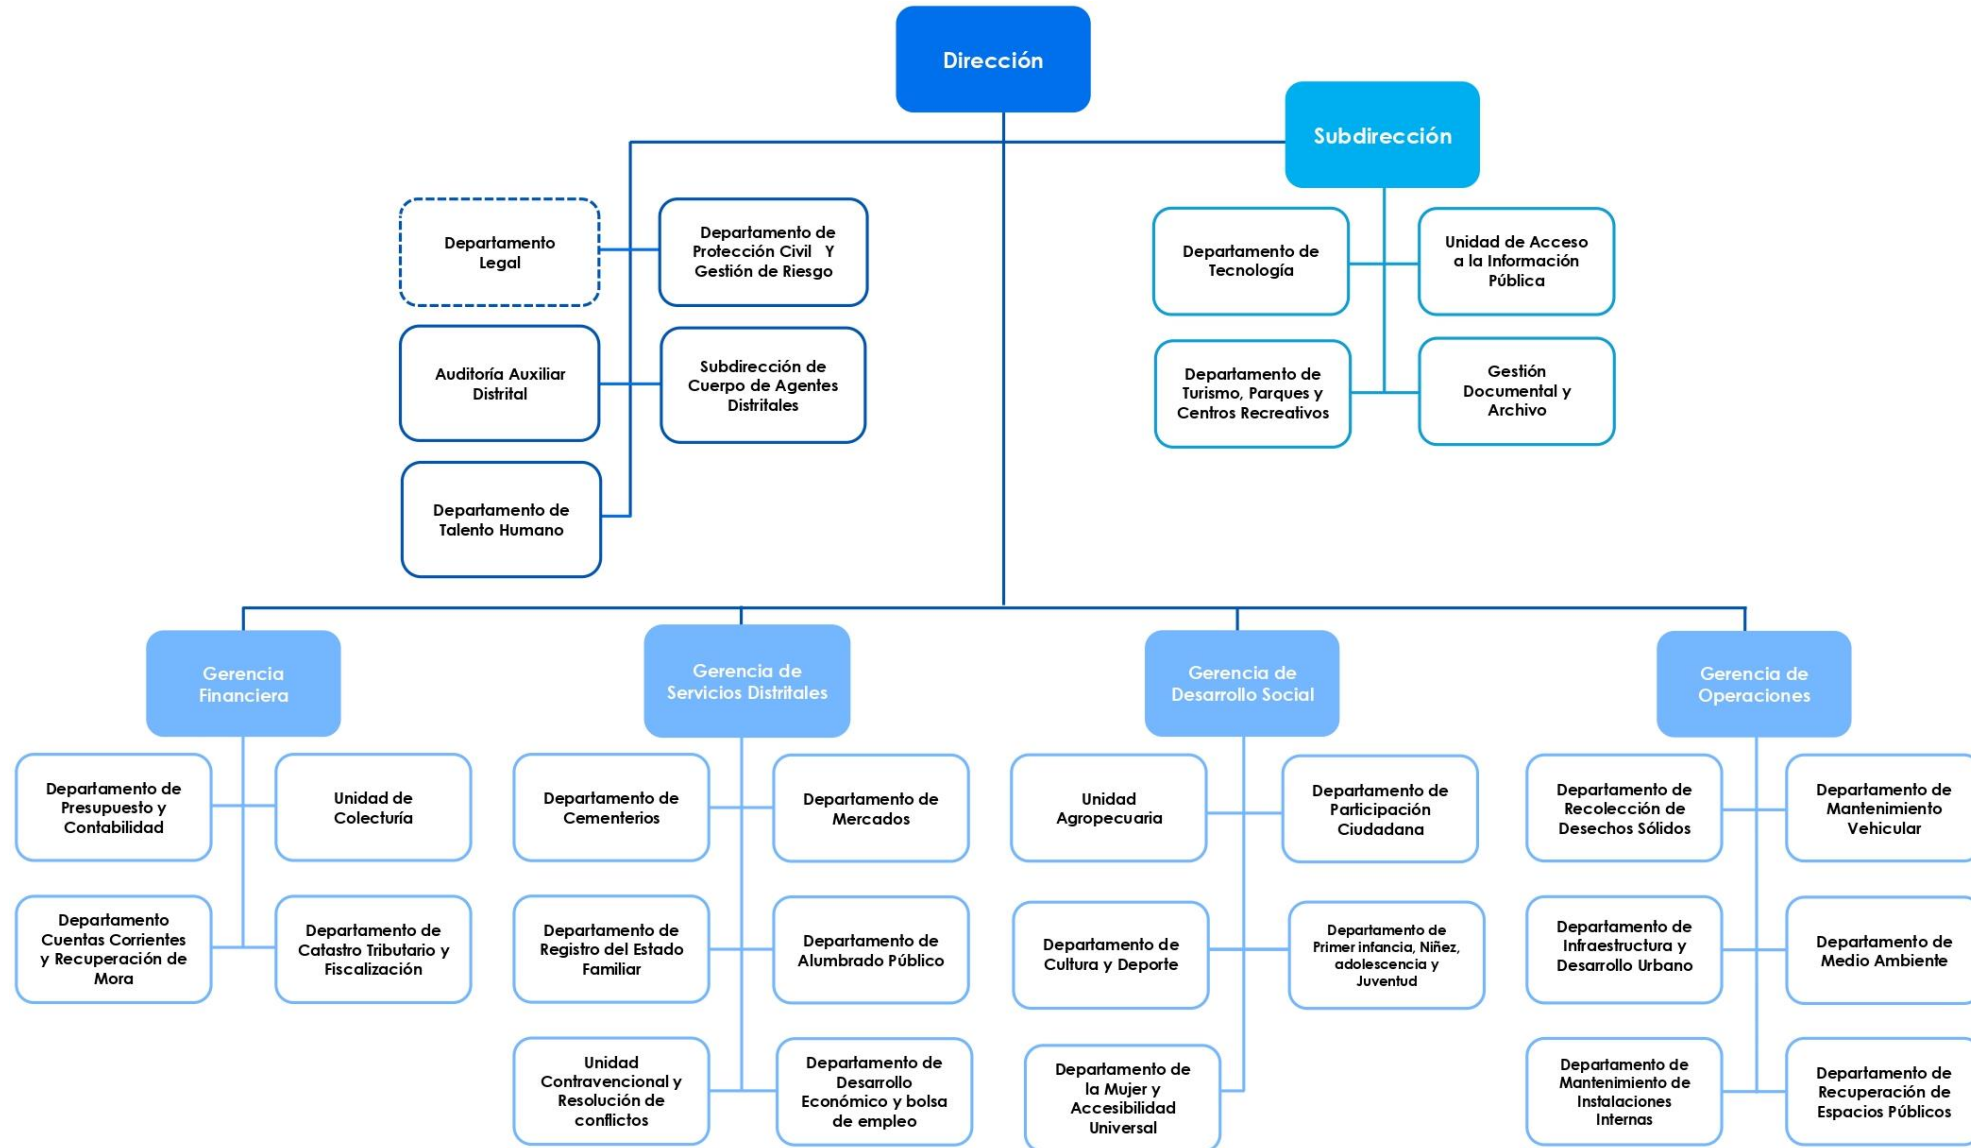 Dirección
Subdirección
Departamento
Legal
Departamento de
Protección Civil Y
Gestión de Riesgo
Auditoría Auxiliar
Distrital
Subdirección de
Cuerpo de Agentes
Distritales
Departamento de
Talento Humano
Departamento de
Tecnología
Unidad de Acceso
a la Información
Pública
Departamento de
Turismo, Parques y
Centros Recreativos
Gestión
Documental y
Archivo
Gerencia
Financiera
Departamento de
Presupuesto y
Contabilidad
Unidad de
Colecturía
Departamento
Cuentas Corrientes
y Recuperación de
Mora
Departamento de
Catastro Tributario y
Fiscalización
Gerencia de
Servicios Distritales
Departamento de
Cementerios
Departamento de
Mercados
Departamento de
Registro del Estado
Familiar
Departamento de
Alumbrado Público
Unidad
Contravencional y
Resolución de
conflictos
Departamento de
Desarrollo
Económico y bolsa
de empleo
Gerencia de
Desarrollo Social
Unidad
Agropecuaria
Departamento de
Participación
Ciudadana
Departamento de
Cultura y Deporte
Departamento de
Primer infancia, Niñez,
adolescencia y
Juventud
Departamento de
la Mujer y
Accesibilidad
Universal
Gerencia de
Operaciones
Departamento de
Recolección de
Desechos Sólidos
Departamento de
Mantenimiento
Vehicular
Departamento de
Infraestructura y
Desarrollo Urbano
Departamento de
Medio Ambiente
Departamento de
Mantenimiento de
Instalaciones
Internas
Departamento de
Recuperación de
Espacios Públicos